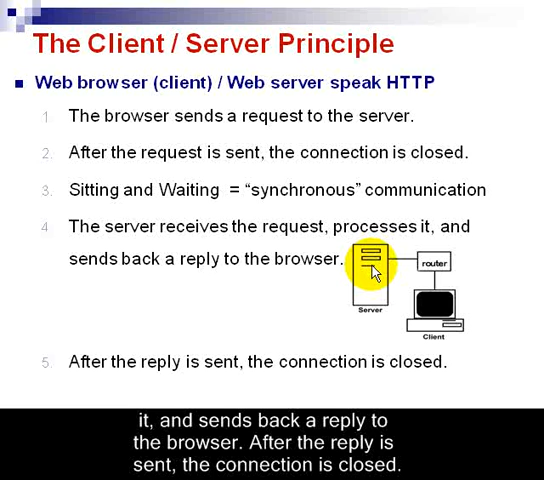 The Client / Server Principle
Web browser (client) / Web server speak HTTP
1. The browser sends a request to the server.
2. After the request is sent, the connection is closed.
3. Sitting and Waiting = “synchronous” communication
4. The server receives the request, processes it, and
sends back a reply to the browser.
router
Server
Client
5. After the reply is sent, the connection is closed.
it, and sends back a reply to
the browser. After the reply is
sent, the connection is closed.